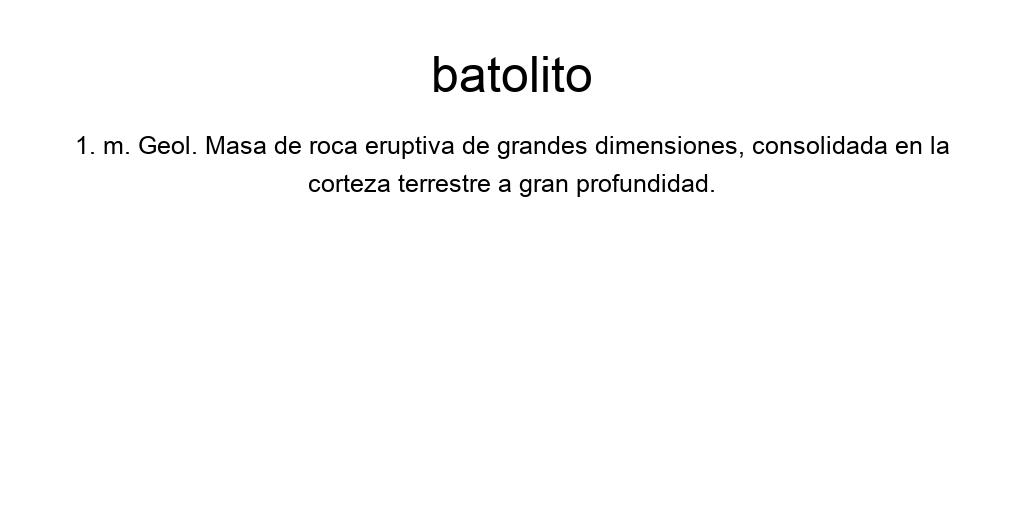 batolito
1. m. Geol. Masa de roca eruptiva de grandes dimensiones, consolidada en la
corteza terrestre a gran profundidad.